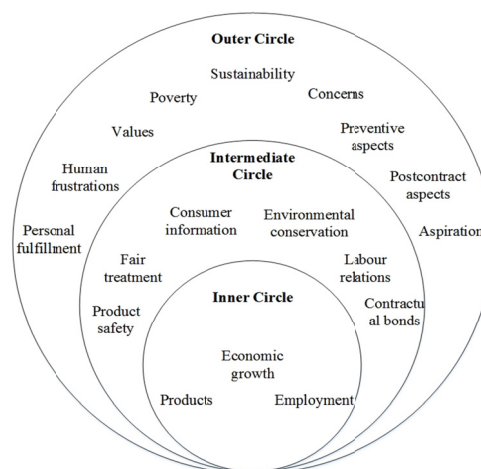 Outer Circle
Sustainability
Poverty
Concerns
Values
Preventive
aspects
Intermediate
Circle
Human
frustrations
Postcontract
aspects
Consumer
information
Environmental
conservation
Personal
fulfillment
Aspiration
Fair
treatment
Labour
relations
Inner Circle
Product
safety
Contractu
al bonds
Economic
growth
Products
Employment